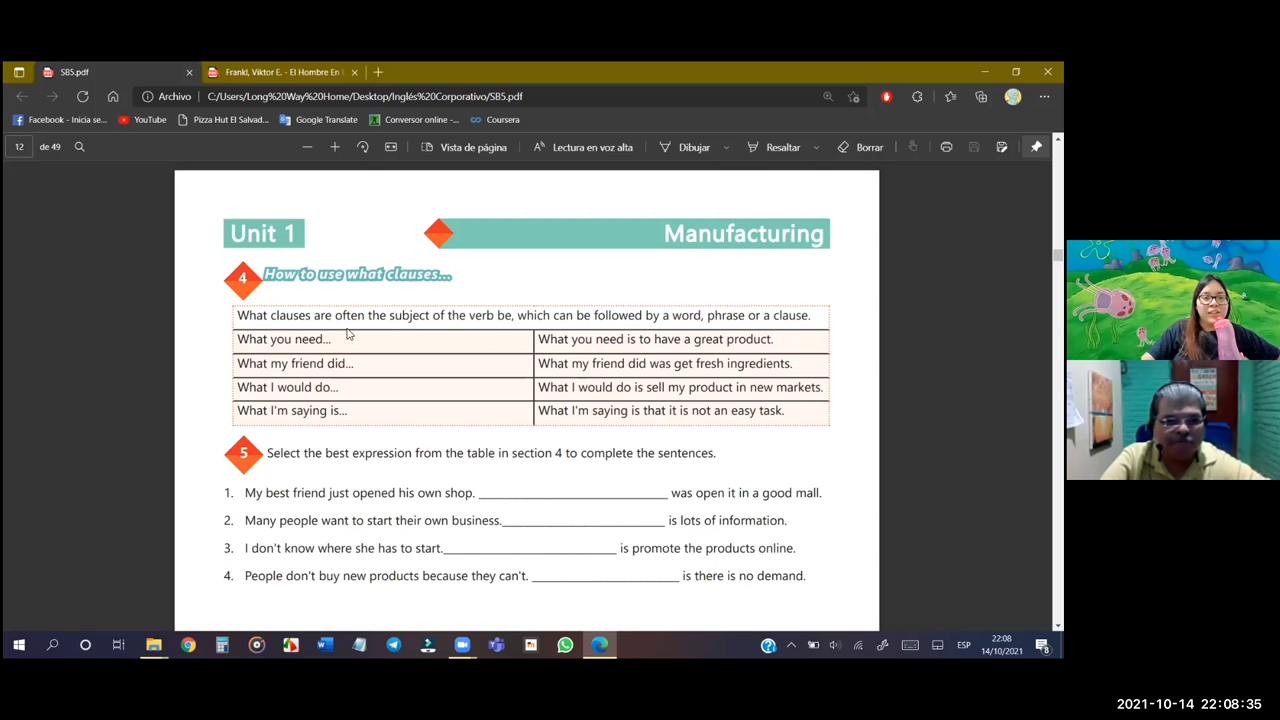 SB5.pdf
Frankl, Viktor E. - El Hombre En
Archivo
C:/Users/Long%20Way%20Home/Desktop/Inglés%20Corporativo/SB5.pdf
Facebook - Inicia se...
YouTube
Pizza Hut El Salvad...
Google Translate
Conversor online -...
Coursera
12
de 49
Vista de página
Lectura en voz alta
Dibujar
Resaltar
Borrar
Unit 1
Manufacturing
4
How to use what clauses...
What clauses are often the subject of the verb be, which can be followed by a word, phrase or a clause.
What you need...
What you need is to have a great product.
What my friend did...
What my friend did was get fresh ingredients.
What I would do...
What I would do is sell my product in new markets.
What I'm saying is...
What I'm saying is that it is not an easy task.
5
Select the best expression from the table in section 4 to complete the sentences.
1. My best friend just opened his own shop. ____________________ was open it in a good mall.
2. Many people want to start their own business.____________________ is lots of information.
3. I don't know where she has to start.____________________ is promote the products online.
4. People don't buy new products because they can't. ____________________ is there is no demand.
ESP
22:08
14/10/2021
8
2021-10-14 22:08:35